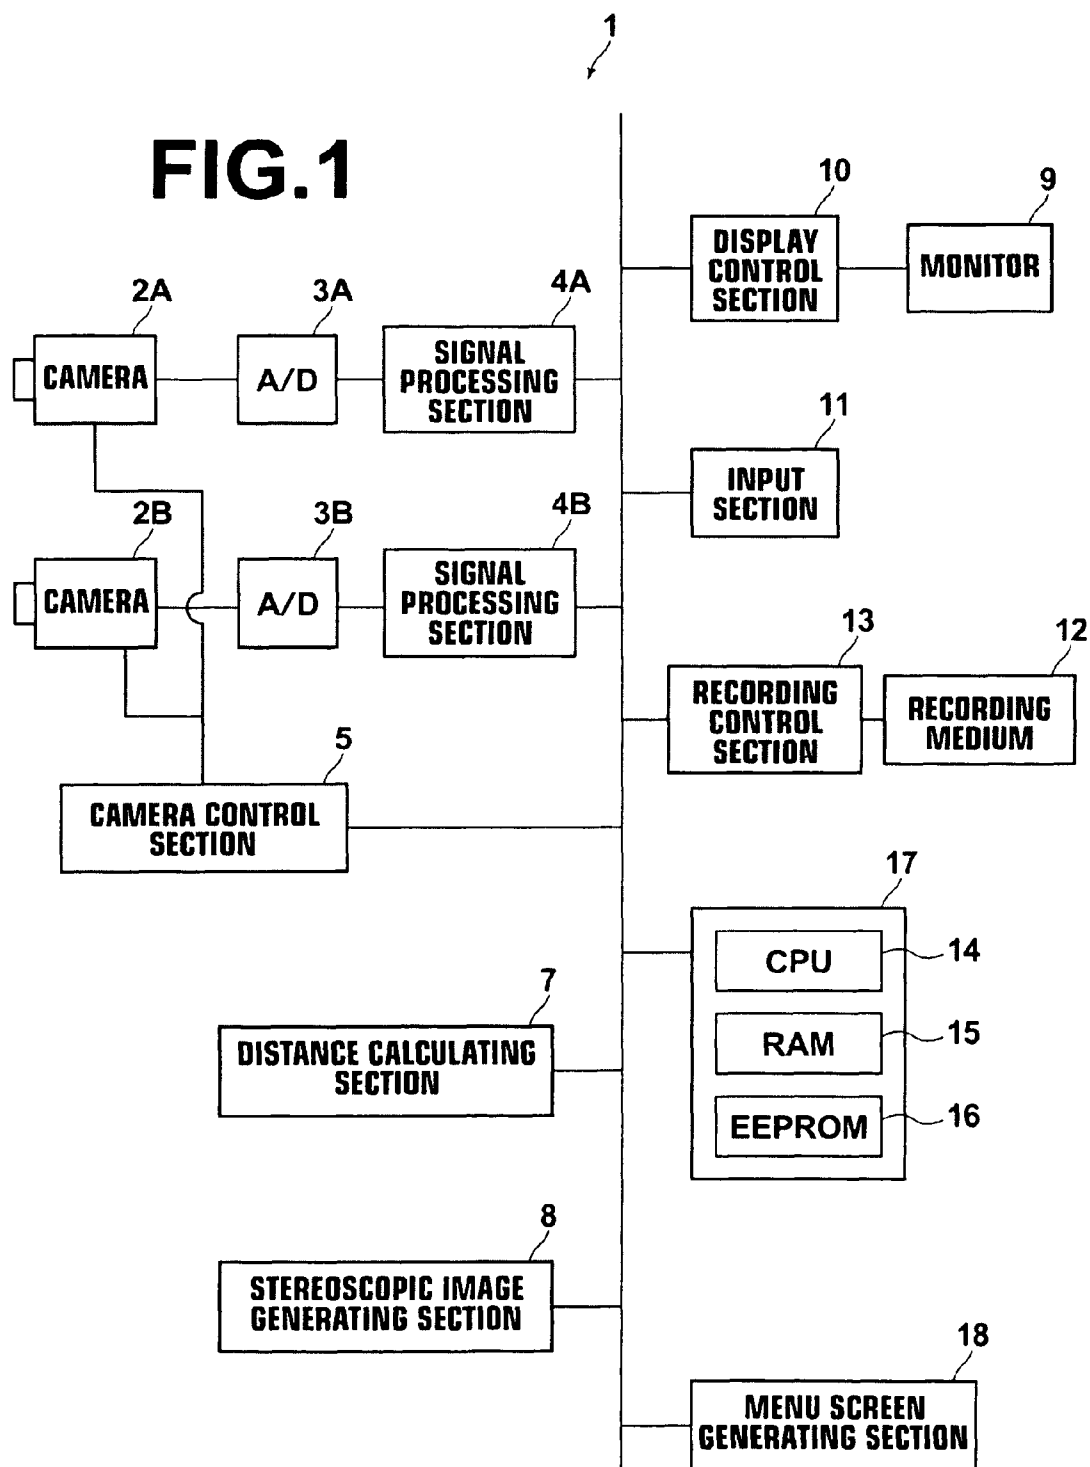 1
FIG.1
10
DISPLAY
CONTROL
SECTION
9
MONITOR
2A
CAMERA
3A
A/D
4A
SIGNAL
PROCESSING
SECTION
11
INPUT
SECTION
2B
CAMERA
3B
A/D
4B
SIGNAL
PROCESSING
SECTION
13
RECORDING
CONTROL
SECTION
12
RECORDING
MEDIUM
5
CAMERA CONTROL
SECTION
17
CPU
14
RAM
15
EEPROM
16
7
DISTANCE CALCULATING
SECTION
8
STEREOSCOPIC IMAGE
GENERATING SECTION
18
MENU SCREEN
GENERATING SECTION